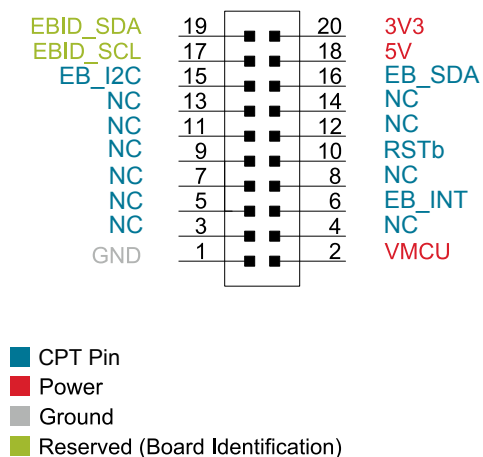 EBID_SDA 19 20 3V3
EBID_SCL 17 18 5V
EB_I2C 15 16 EB_SDA
NC 13 14 NC
NC 11 12 NC
NC 9 10 RSTb
NC 7 8 NC
NC 5 6 EB_INT
NC 3 4 NC
GND 1 2 VMCU
CPT Pin
Power
Ground
Reserved (Board Identification)